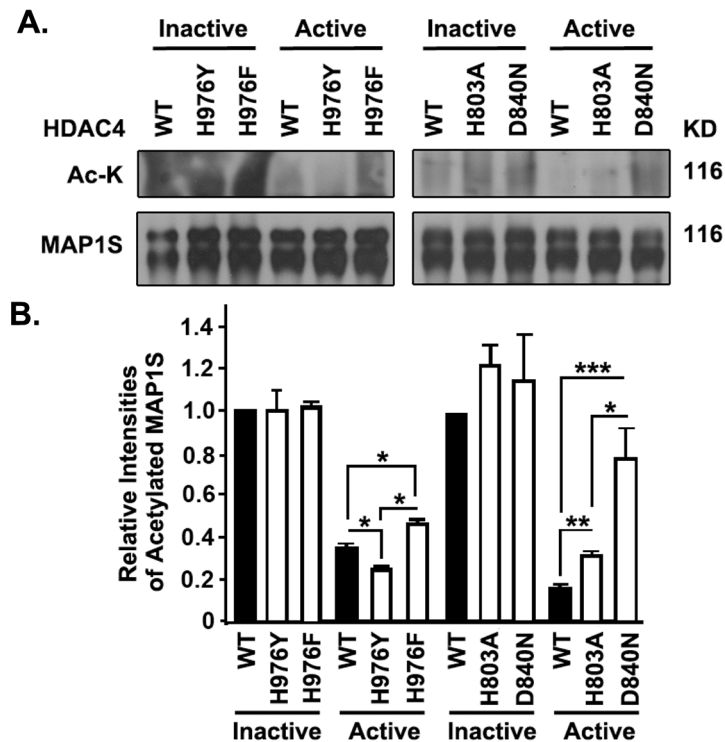 A.
Inactive Active Inactive Active
HDAC4 WT H976Y H976F WT H976Y H976F WT H803A D840N WT H803A D840N KD
Ac-K 116
MAP1S 116
B.
Relative Intensities
of Acetylated MAP1S
1.4
1.2
1.0
0.8
0.6
0.4
0.2
0
* * * ** * ***
WT H976Y H976F WT H976Y H976F WT H803A D840N WT H803A D840N
Inactive Active Inactive Active